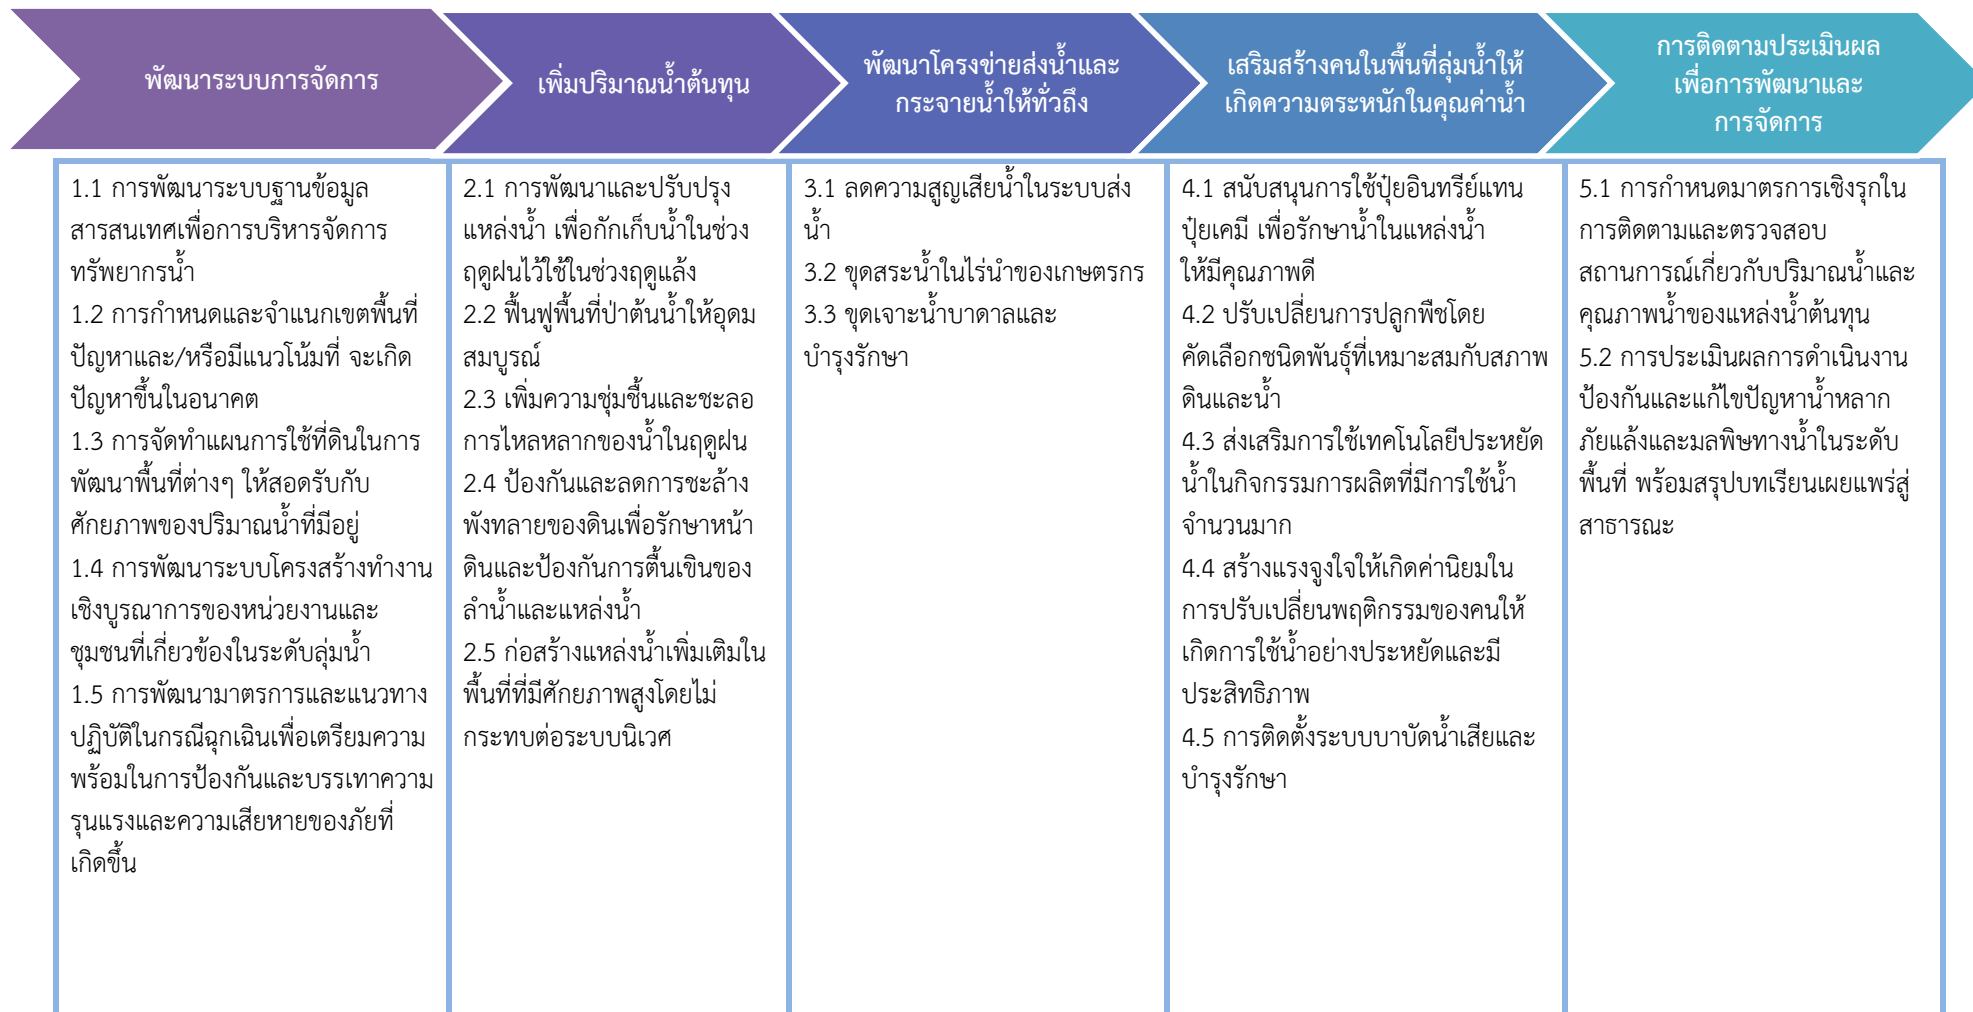 พัฒนาระบบการจัดการ
เพิ่มปริมาณน้ำต้นทุน
พัฒนาโครงข่ายส่งน้ำและ
กระจายน้ำให้ทั่วถึง
เสริมสร้างคนในพื้นที่ลุ่มน้ำให้
เกิดความตระหนักในคุณค่าน้ำ
การติดตามประเมินผล
เพื่อการพัฒนาและ
การจัดการ
1.1 การพัฒนาระบบฐานข้อมูล
สารสนเทศเพื่อการบริหารจัดการ
ทรัพยากรน้ำ
1.2 การกำหนดและจำแนกเขตพื้นที่
ปัญหาและ/หรือมีแนวโน้มที่ จะเกิด
ปัญหาขึ้นในอนาคต
1.3 การจัดทำแผนการใช้ที่ดินในการ
พัฒนาพื้นที่ต่างๆ ให้สอดรับกับ
ศักยภาพของปริมาณน้ำที่มีอยู่
1.4 การพัฒนาระบบโครงสร้างทำงาน
เชิงบูรณาการของหน่วยงานและ
ชุมชนที่เกี่ยวข้องในระดับลุ่มน้ำ
1.5 การพัฒนามาตรการและแนวทาง
ปฏิบัติในกรณีฉุกเฉินเพื่อเตรียมความ
พร้อมในการป้องกันและบรรเทาความ
รุนแรงและความเสียหายของภัยที่
เกิดขึ้น
2.1 การพัฒนาและปรับปรุง
แหล่งน้ำ เพื่อกักเก็บน้ำในช่วง
ฤดูฝนไว้ใช้ในช่วงฤดูแล้ง
2.2 ฟื้นฟูพื้นที่ป่าต้นน้ำให้อุดม
สมบูรณ์
2.3 เพิ่มความชุ่มชื้นและชะลอ
การไหลหลากของน้ำในฤดูฝน
2.4 ป้องกันและลดการชะล้าง
พังทลายของดินเพื่อรักษาหน้า
ดินและป้องกันการตื้นเขินของ
ลำน้ำและแหล่งน้ำ
2.5 ก่อสร้างแหล่งน้ำเพิ่มเติมใน
พื้นที่ที่มีศักยภาพสูงโดยไม่
กระทบต่อระบบนิเวศ
3.1 ลดความสูญเสียน้ำในระบบส่ง
น้ำ
3.2 ขุดสระน้ำในไร่นำของเกษตรกร
3.3 ขุดเจาะน้ำบาดาลและ
บำรุงรักษา
4.1 สนับสนุนการใช้ปุ๋ยอินทรีย์แทน
ปุ๋ยเคมี เพื่อรักษาน้ำในแหล่งน้ำ
ให้มีคุณภาพดี
4.2 ปรับเปลี่ยนการปลูกพืชโดย
คัดเลือกชนิดพันธุ์ที่เหมาะสมกับสภาพ
ดินและน้ำ
4.3 ส่งเสริมการใช้เทคโนโลยีประหยัด
น้ำในกิจกรรมการผลิตที่มีการใช้น้ำ
จำนวนมาก
4.4 สร้างแรงจูงใจให้เกิดค่านิยมใน
การปรับเปลี่ยนพฤติกรรมของคนให้
เกิดการใช้น้ำอย่างประหยัดและมี
ประสิทธิภาพ
4.5 การติดตั้งระบบบาบัดน้ำเสียและ
บำรุงรักษา
5.1 การกำหนดมาตรการเชิงรุกใน
การติดตามและตรวจสอบ
สถานการณ์เกี่ยวกับปริมาณน้ำและ
คุณภาพน้ำของแหล่งน้ำต้นทุน
5.2 การประเมินผลการดำเนินงาน
ป้องกันและแก้ไขปัญหาน้ำหลาก
ภัยแล้งและมลพิษทางน้ำในระดับ
พื้นที่ พร้อมสรุปบทเรียนเผยแพร่สู่
สาธารณะ